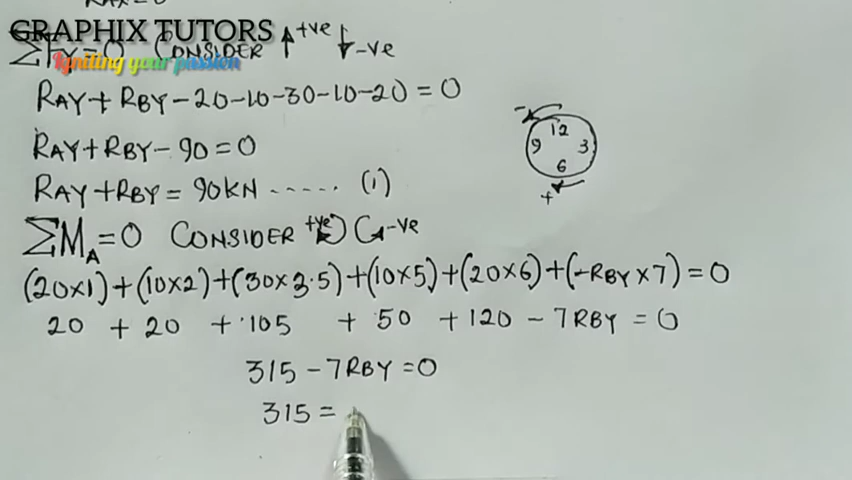 RAX=0
GRAPHIX TUTORS
Igniting your passion
ΣFy=0 CONSIDER ↑+ve ↓-ve
RAY+RBY-20-10-30-10-20=0
RAY+RBY-90=0
RAY+RBY=90KN ...... (1)
- 12 9 3 6 +
ΣMA=0 CONSIDER +ve -ve
(20×1)+(10×2)+(30×3.5)+(10×5)+(20×6)+(-RBY×7)=0
20 + 20 + 105 + 50 + 120 - 7RBY = 0
315-7RBY=0
315=